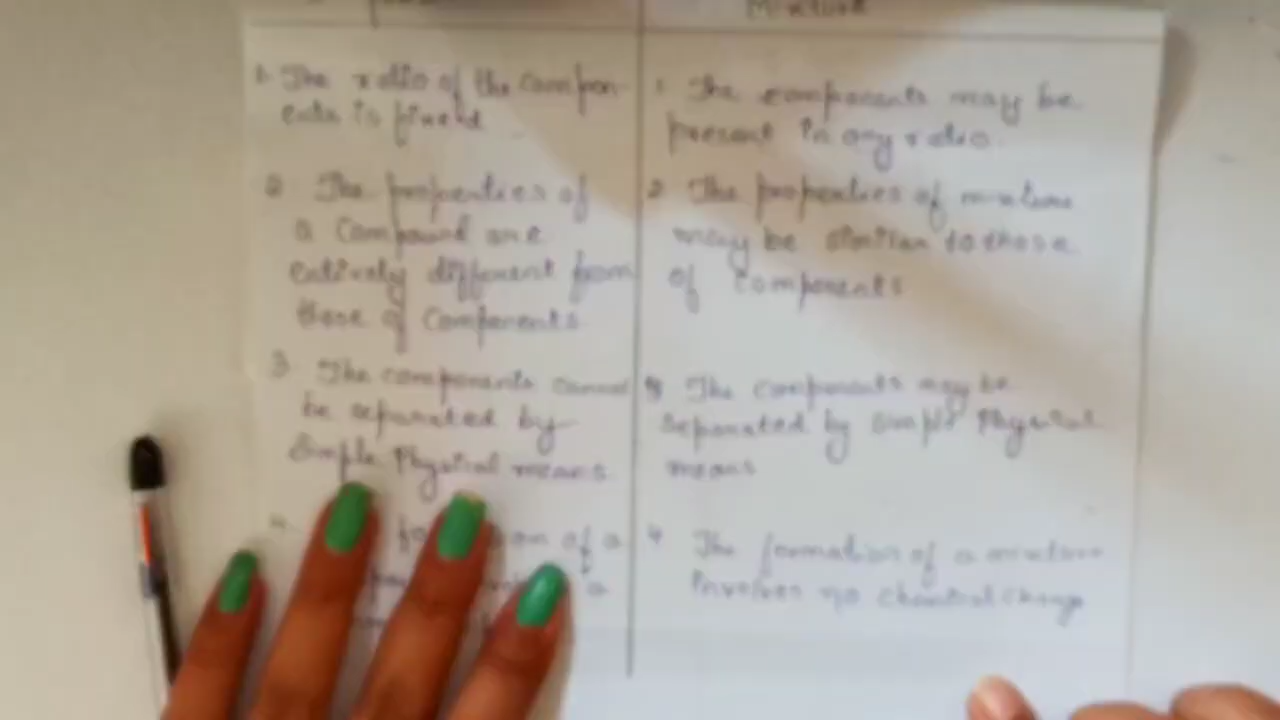 Mixture
1. The ratio of the compon-
ents is fixed
2. The properties of
a compound are
entirely different from
those of components
3. The components cannot
be separated by
Simple Physical means
4.
of a
a
1. The components may be
present in any ratio.
2. The properties of mixture
may be similar to those
of components
3. The components may be
separated by simple Physical
means
4 The formation of a mixture
involves no chemical change